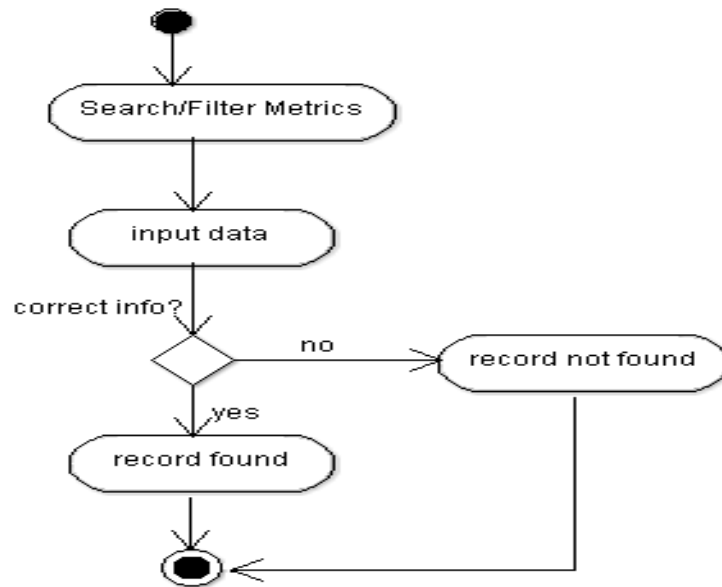 Search/Filter Metrics
input data
correct info?
no
record not found
yes
record found